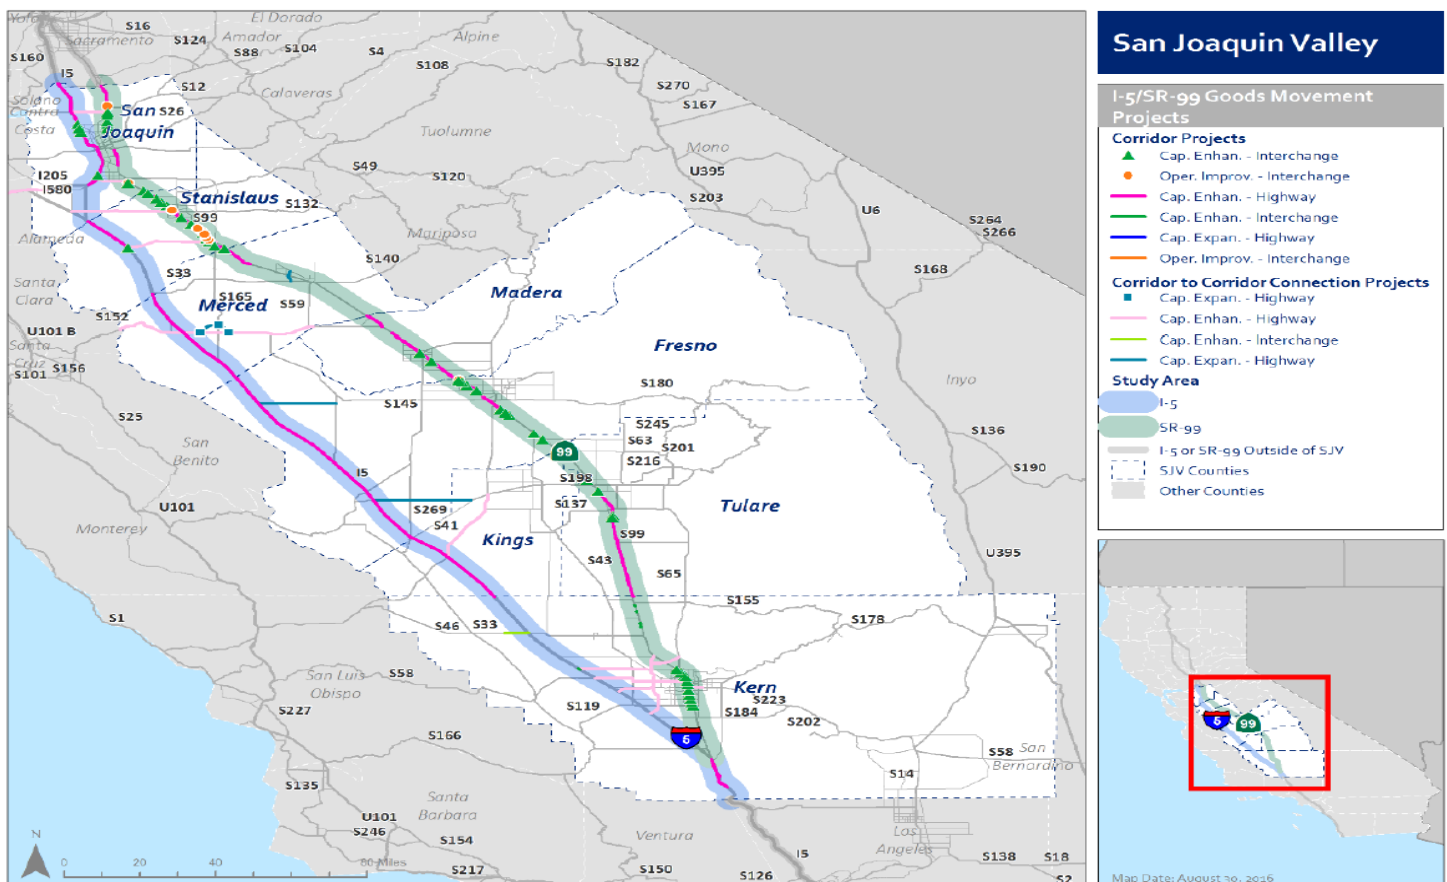 San Joaquin Valley
I-5/SR-99 Goods Movement
Projects
Corridor Projects
Cap. Enhan. - Interchange
Oper. Improv. - Interchange
Cap. Enhan. - Highway
Cap. Enhan. - Interchange
Cap. Expan. - Highway
Oper. Improv. - Interchange
Corridor to Corridor Connection Projects
Cap. Expan. - Highway
Cap. Enhan. - Highway
Cap. Enhan. - Interchange
Cap. Expan. - Highway
Study Area
I-5
SR-99
I-5 or SR-99 Outside of SJV
SJV Counties
Other Counties
Map Date: August 30, 2016
5
99
Yolo
S16
El Dorado
Sacramento
S124
Amador
S104
S88
S4
Alpine
S160
S108
S182
I5
S12
S270
Calaveras
S167
Solano
Contra
Costa
San
Joaquin
S26
Tuolumne
Mono
I205
I580
S49
S120
U395
S203
Stanislaus
S132
S99
U6
S264
S266
Alameda
Mariposa
S140
S168
S33
Santa
Clara
Madera
S165
S59
Merced
S152
U101 B
Santa
Cruz
S156
S101
Fresno
Inyo
S180
S145
S25
S245
S63
S201
S216
S136
San
Benito
99
I5
S198
S190
U101
S269
S137
Tulare
Monterey
S41
S99
Kings
S43
S65
U395
S155
S1
S46
S33
S178
San Luis
Obispo
S58
Kern
S223
S184
S202
S227
S119
5
S166
S58
San
Bernardino
S14
S135
Santa
Barbara
U101
S246
S154
Ventura
Los
Angeles
I5
S138
S18
S217
S150
S126
S2
N
0
20
40
80 Miles